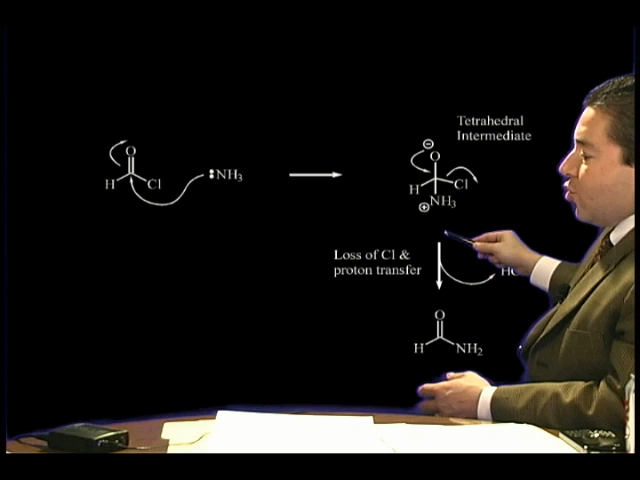 Tetrahedral
Intermediate
O
H
Cl
:NH3
⊖
O
H
Cl
⊕
NH3
Loss of Cl &
proton transfer
O
H
NH2